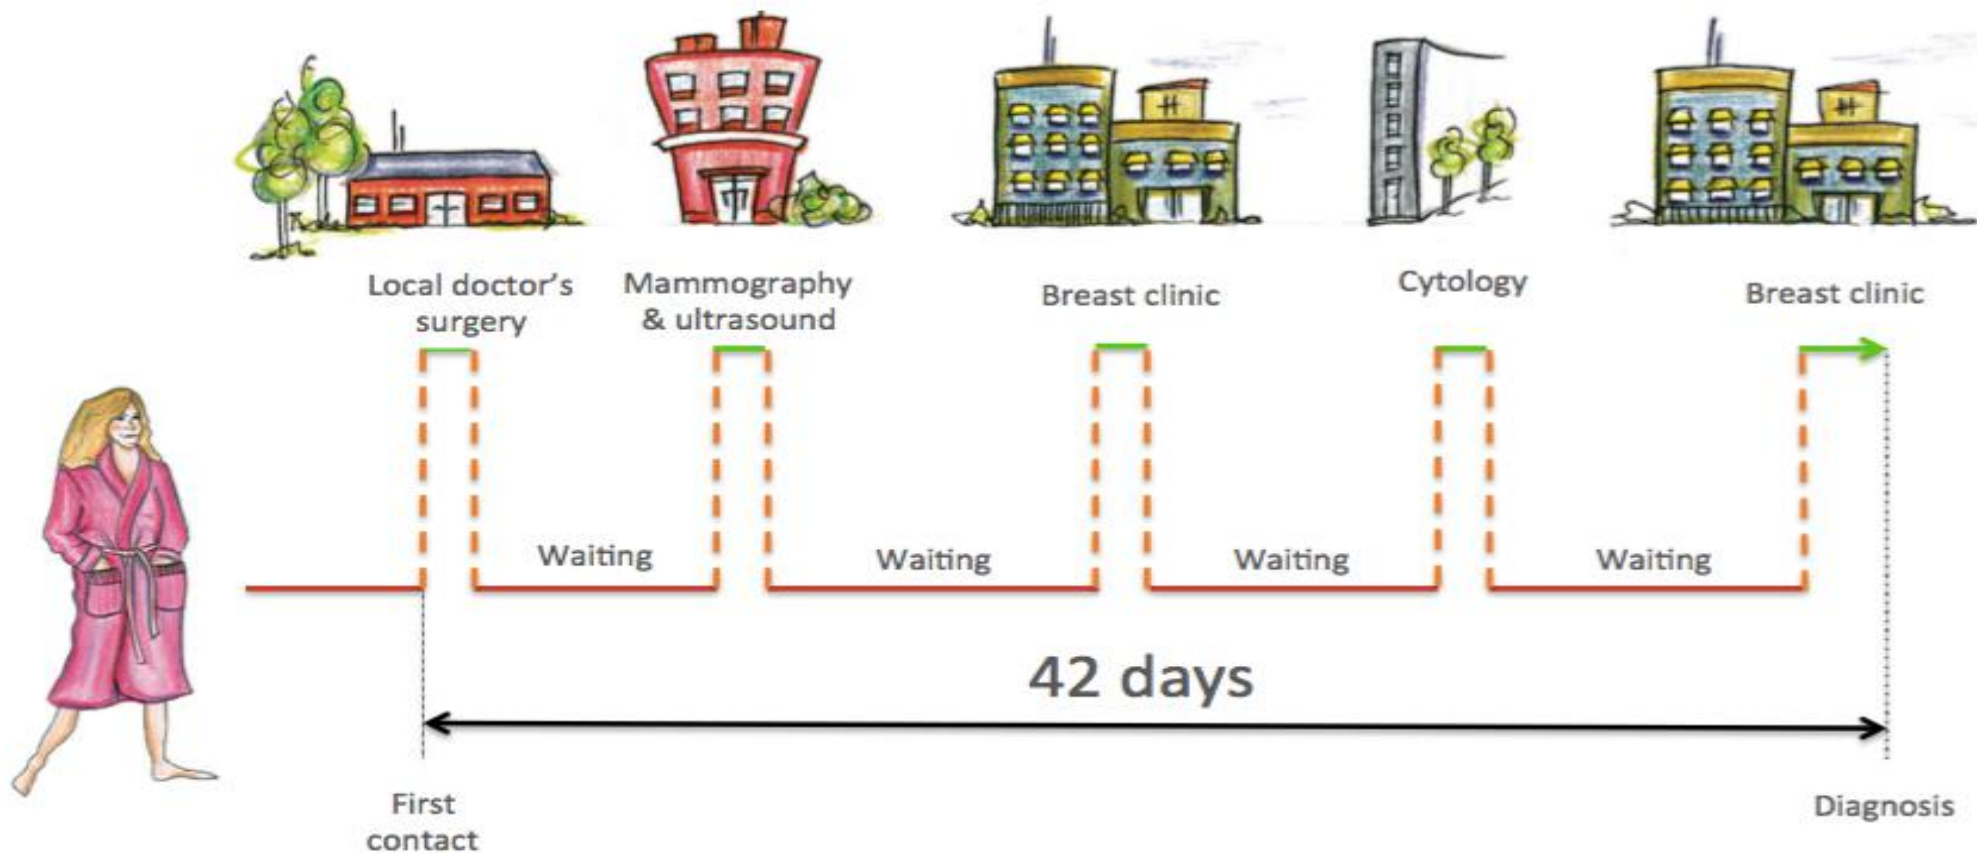 Local doctor's
surgery
Mammography
& ultrasound
Breast clinic
Cytology
Breast clinic
Waiting
Waiting
Waiting
Waiting
42 days
First
contact
Diagnosis